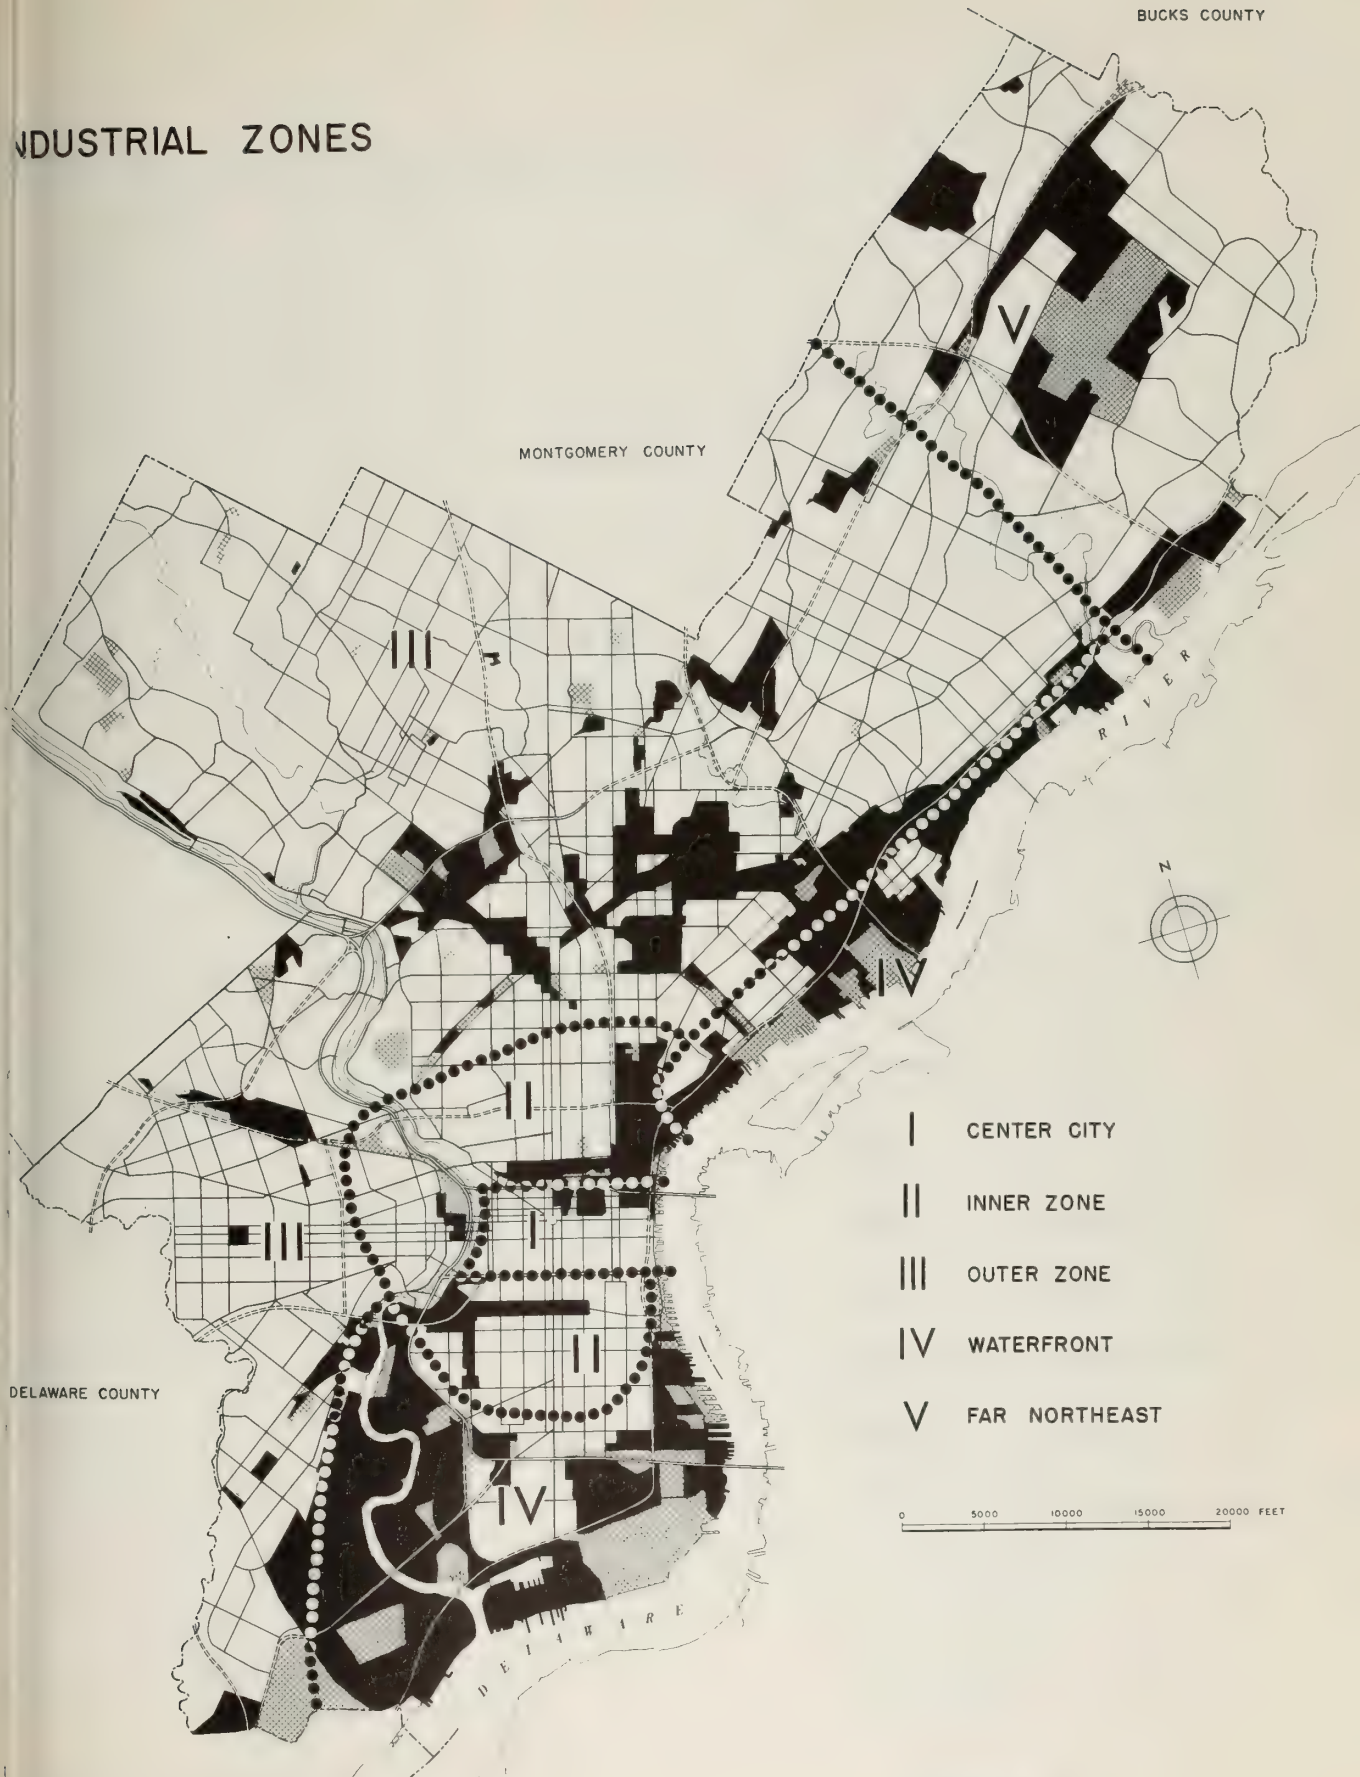 BUCKS COUNTY
NDUSTRIAL ZONES
V
MONTGOMERY COUNTY
III
RIVER
N
IV
II
I CENTER CITY
II INNER ZONE
III
I
III OUTER ZONE
II
IV WATERFRONT
DELAWARE COUNTY
V FAR NORTHEAST
IV
0 5000 10000 15000 20000 FEET
DELAWARE